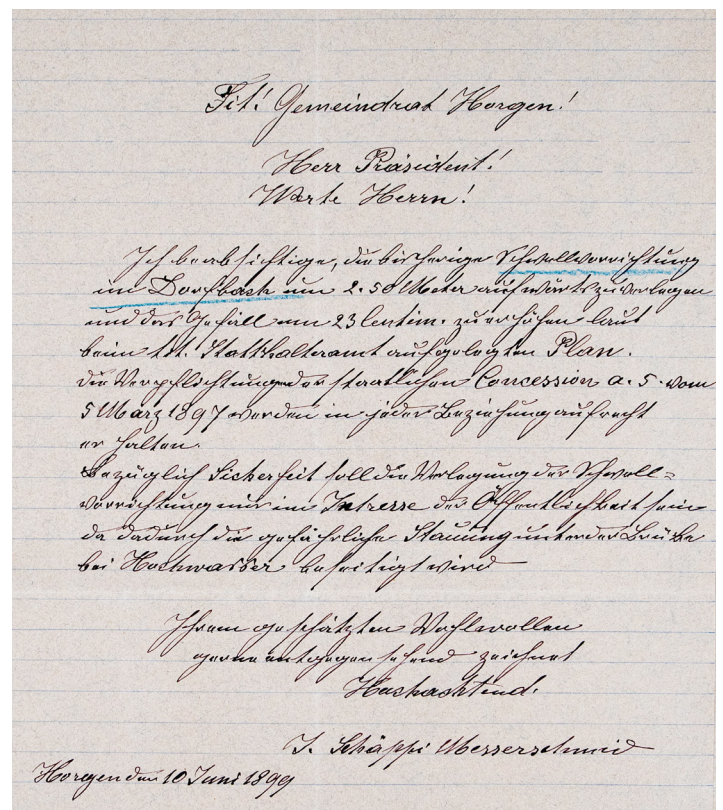 Tit! Gemeindrat Horgen!
Herr Präsident!
Werte Herrn!
Ich beabsichtige, die bisherige Schwellvorrichtung
im Dorfbach um 2.50 Meter aufwärts zu verlegen
und das Gefäll um 23 Centim. zu erhöhen laut
beim tit. Statthalteramt aufgelegten Plan.
die Verpflichtungen der staatlichen Concession a. 5. vom
5 März 1897 werden in jeder Beziehung aufrecht
erhalten.
Bezüglich Sicherheit soll die Verlegung der Schwell=
vorrichtung nur im Intresse der Öffentlichkeit sein
da dadurch die gefährliche Stauung unter der Brücke
bei Hochwasser beseitigt wird
Ihrem geschätzten Wohlwollen
gerne entgegen sehend zeichnet
Hochachtend.
J. Schäppi Messerschmid
Horgen den 10 Juni 1899